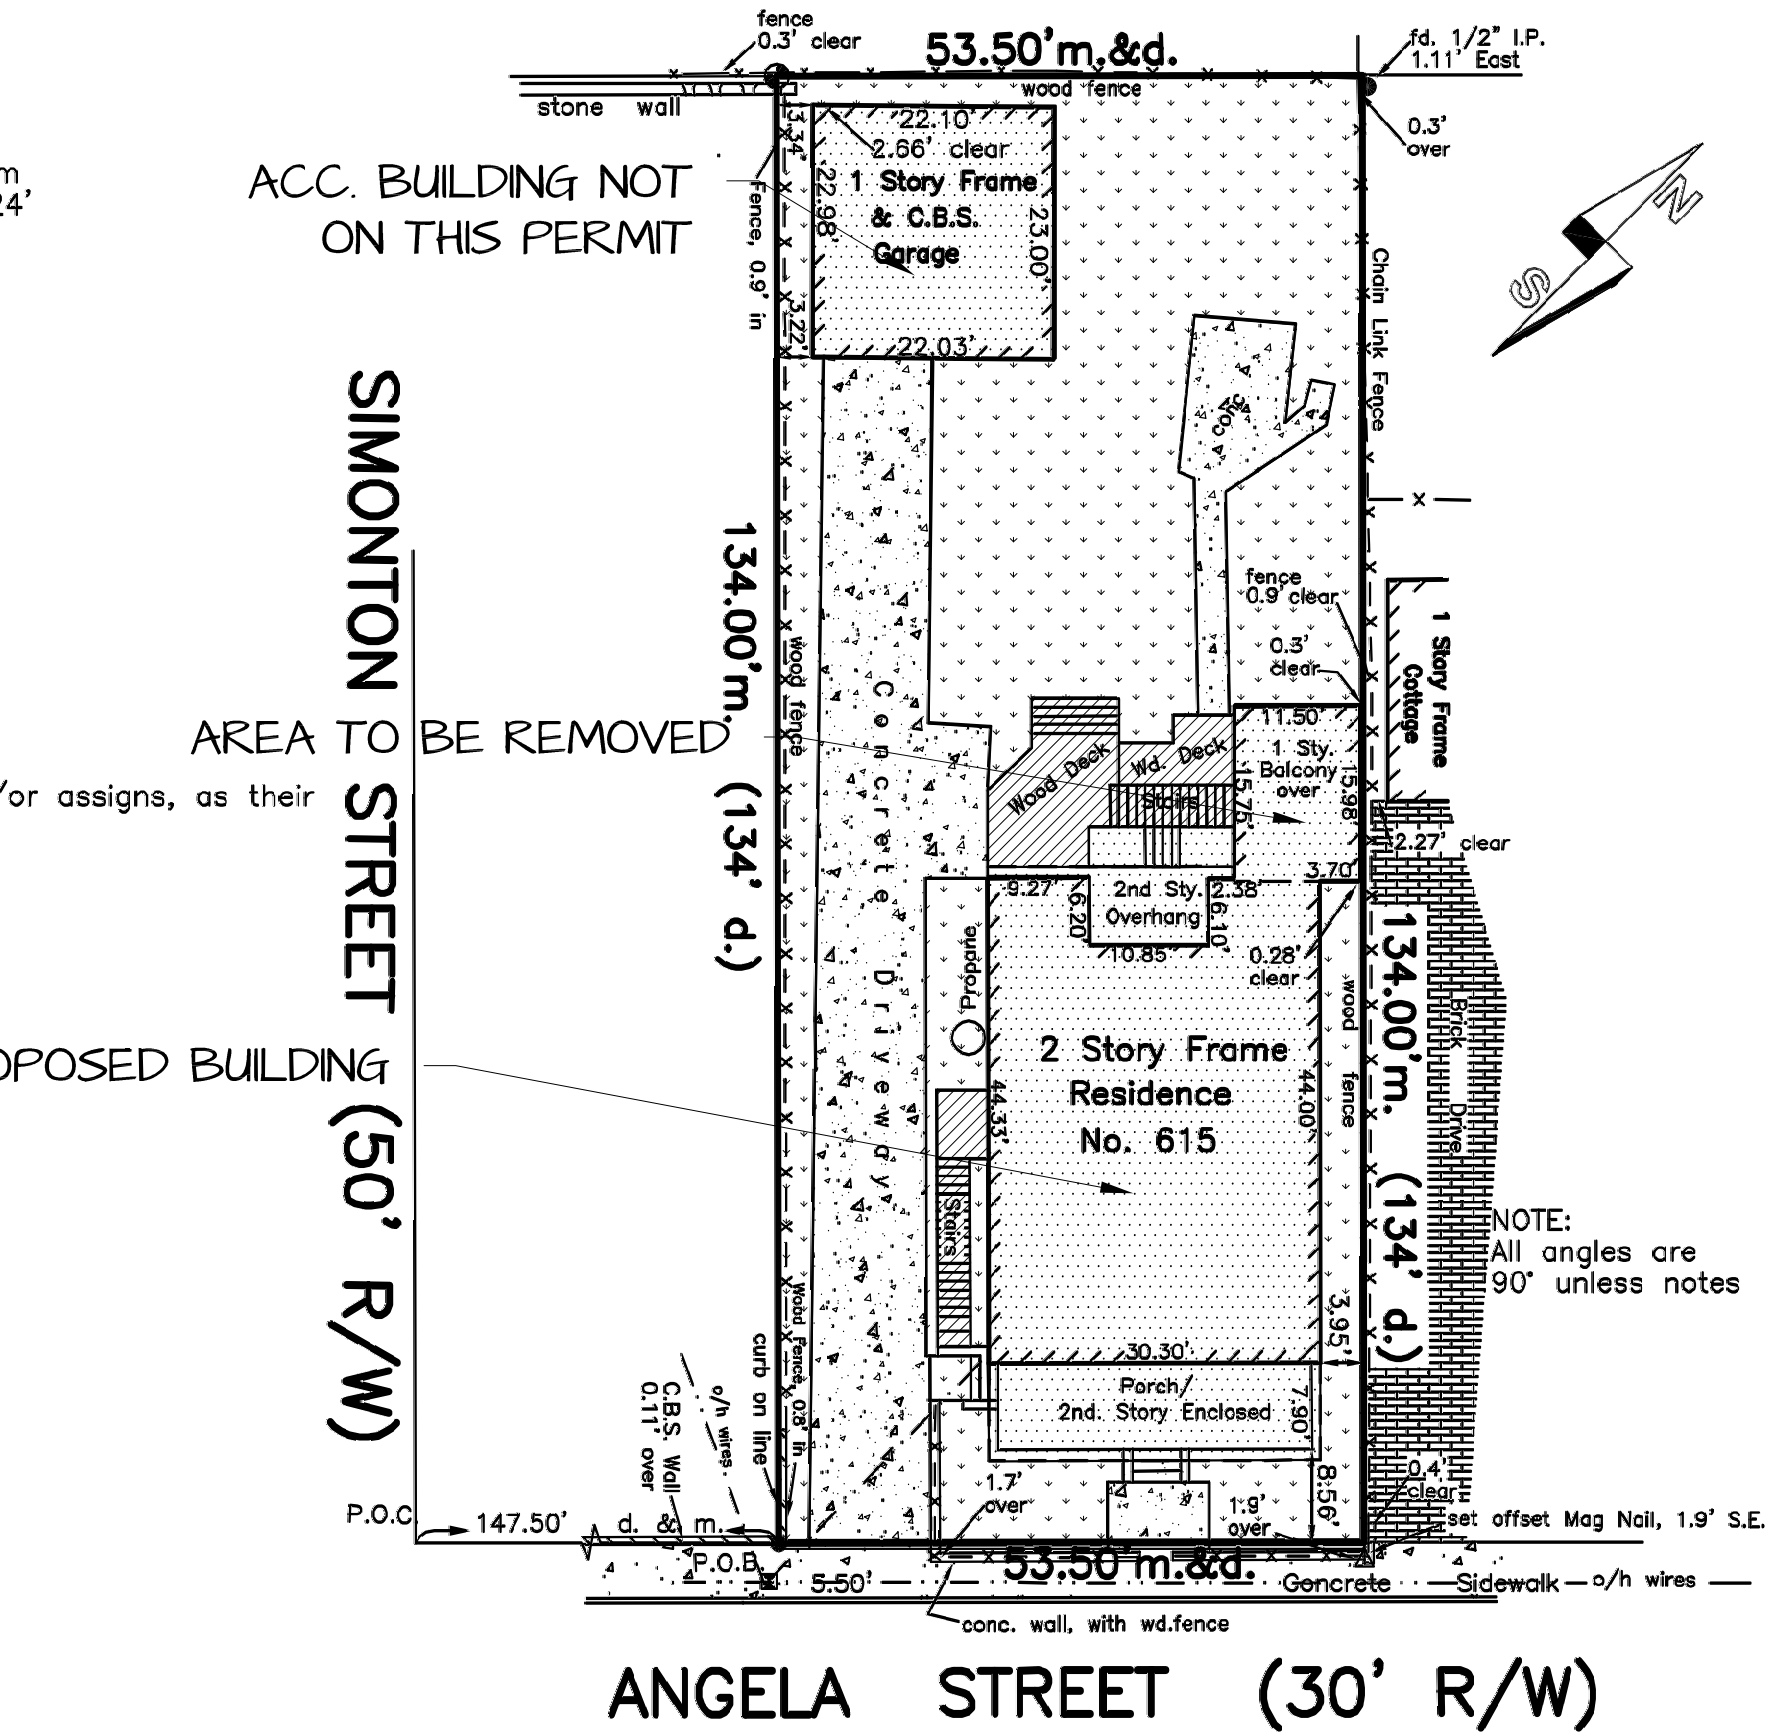 fence
0.3' clear
53.50'm.&d.
fd. 1/2" I.P.
1.11' East
wood fence
stone wall
0.3'
over
m
24'
ACC. BUILDING NOT
ON THIS PERMIT
3.34'
22.10'
2.66' clear
1 Story Frame
& C.B.S.
Garage
22.98'
23.00'
Fence, 0.9' in
3.22'
22.03'
N
S
Chain Link Fence
Conc.
SIMONTON STREET (50' R/W)
134.00'm. (134' d.)
wood fence
fence
0.9' clear
0.3'
clear
1 Story Frame
Cottage
AREA TO BE REMOVED
/or assigns, as their
Concrete Driveway
Wood Deck
Wd. Deck
Stairs
11.50'
1 Sty.
Balcony
over
15.75'
15.98'
2.27' clear
3.70'
9.27'
2nd Sty.
Overhang
2.38'
6.20'
6.10'
10.85'
0.28'
clear
Propane
wood fence
134.00'm. (134' d.)
Brick Drive
2 Story Frame
Residence
No. 615
44.33'
44.00'
OPOSED BUILDING
Stairs
NOTE:
All angles are
90° unless notes
3.95'
30.30'
Porch/
2nd. Story Enclosed
7.90'
Wood Fence, 0.8' in
curb on line
o/h wires
C.B.S. Wall
0.11' over
1.7'
over
1.9'
over
8.56'
0.4'
clear
P.O.C.
147.50'
d. & m.
set offset Mag Nail, 1.9' S.E.
P.O.B.
53.50'm.&d.
5.50'
Concrete Sidewalk
o/h wires
conc. wall, with wd.fence
ANGELA STREET (30' R/W)